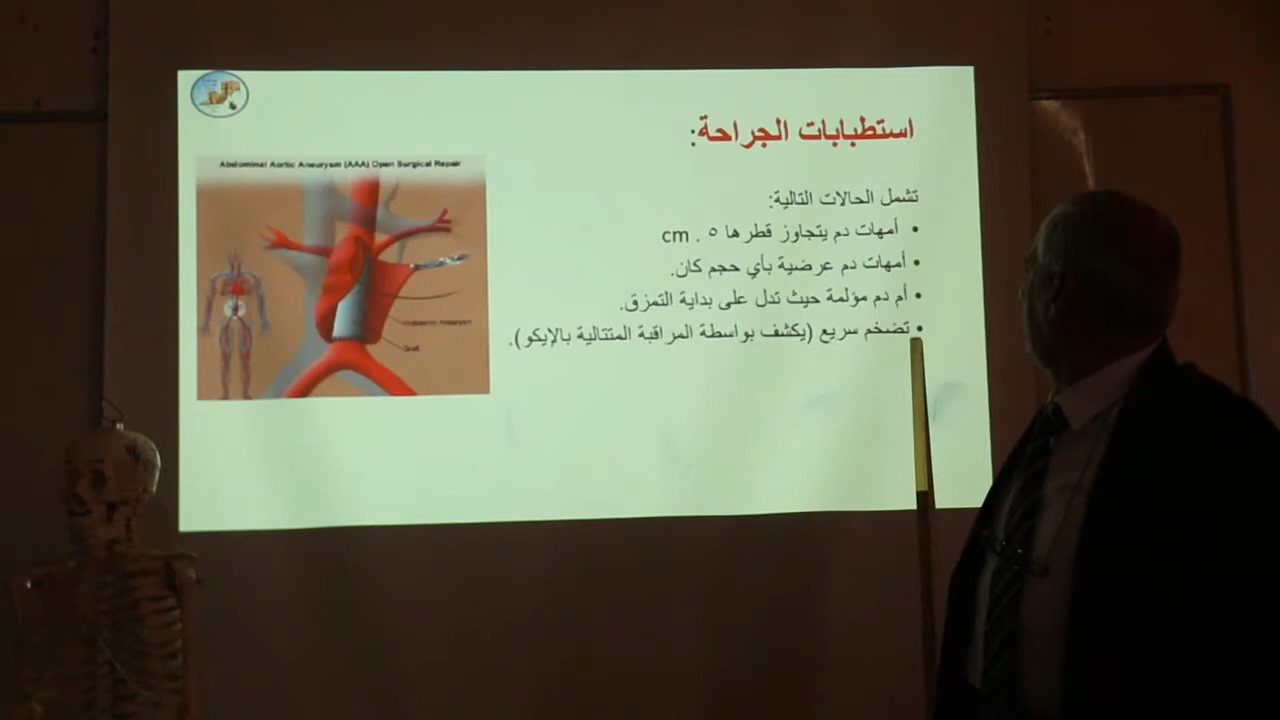 استطبابات الجراحة:
تشمل الحالات التالية:
• أمهات دم يتجاوز قطرها ٥ . cm
• أمهات دم عرضية بأي حجم كان.
• أم دم مؤلمة حيث تدل على بداية التمزق.
• تضخم سريع (يكشف بواسطة المراقبة المتتالية بالإيكو).
Abdominal Aortic Aneurysm (AAA) Open Surgical Repair
Aneurysm
Graft